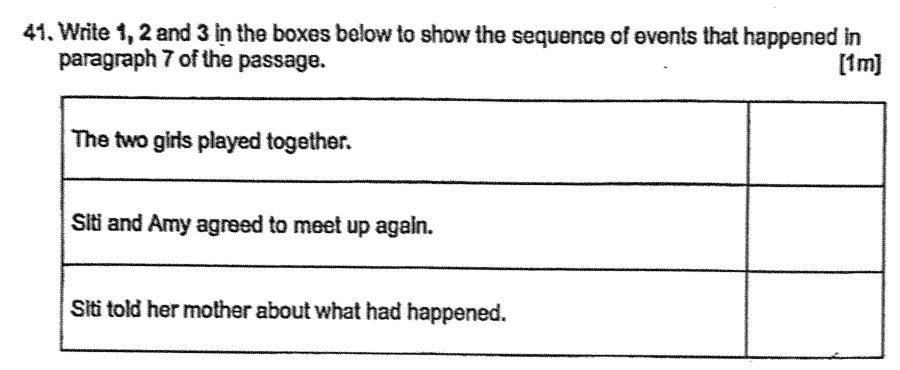 41. Write 1, 2 and 3 in the boxes below to show the sequence of events that happened in
paragraph 7 of the passage. [1m]
The two girls played together.
Siti and Amy agreed to meet up again.
Siti told her mother about what had happened.